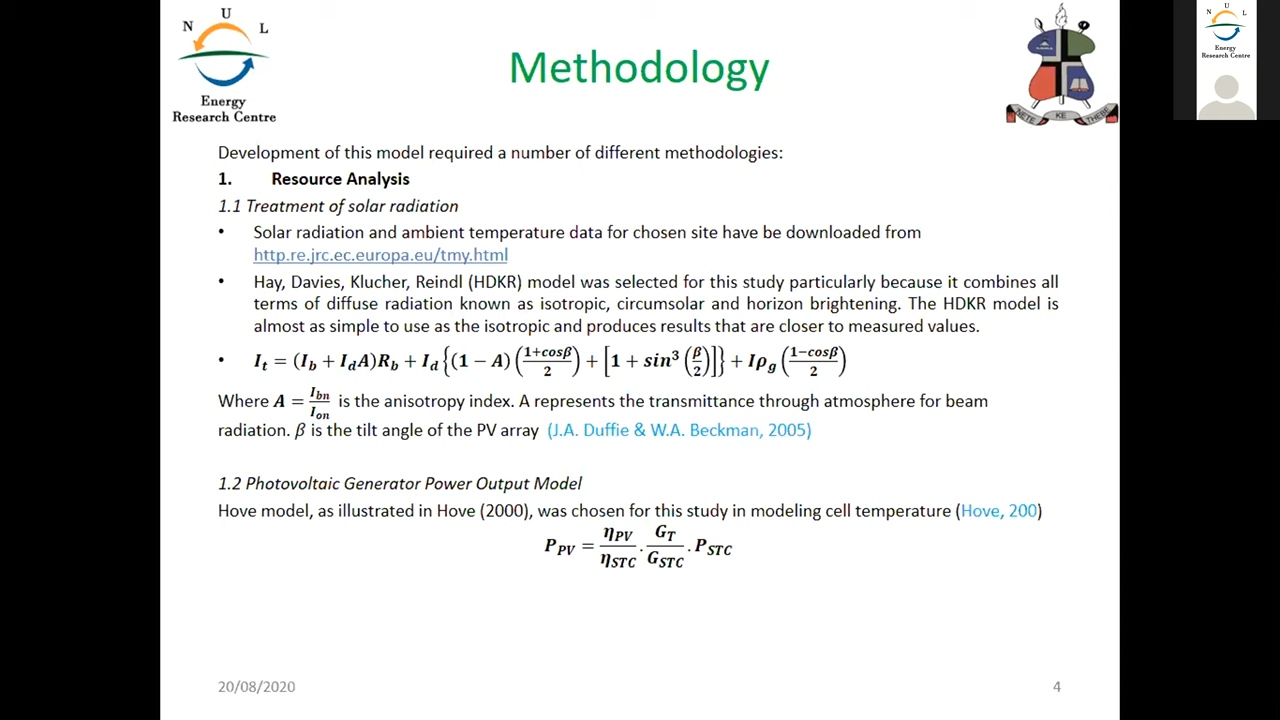 N U L
Energy
Research Centre
Methodology
NETE KE THEBE
N U L
Energy
Research Centre
Development of this model required a number of different methodologies:
1. Resource Analysis
1.1 Treatment of solar radiation
• Solar radiation and ambient temperature data for chosen site have be downloaded from
http.re.jrc.ec.europa.eu/tmy.html
• Hay, Davies, Klucher, Reindl (HDKR) model was selected for this study particularly because it combines all
terms of diffuse radiation known as isotropic, circumsolar and horizon brightening. The HDKR model is
almost as simple to use as the isotropic and produces results that are closer to measured values.
• I_t = (I_b + I_d A)R_b + I_d {(1 − A) ((1+cosβ)/2) + [1 + sin³ (β/2)]} + Iρ_g ((1−cosβ)/2)
Where A = I_bn/I_on is the anisotropy index. A represents the transmittance through atmosphere for beam
radiation. β is the tilt angle of the PV array (J.A. Duffie & W.A. Beckman, 2005)
1.2 Photovoltaic Generator Power Output Model
Hove model, as illustrated in Hove (2000), was chosen for this study in modeling cell temperature (Hove, 200)
P_PV = η_PV/η_STC . G_T/G_STC . P_STC
20/08/2020
4